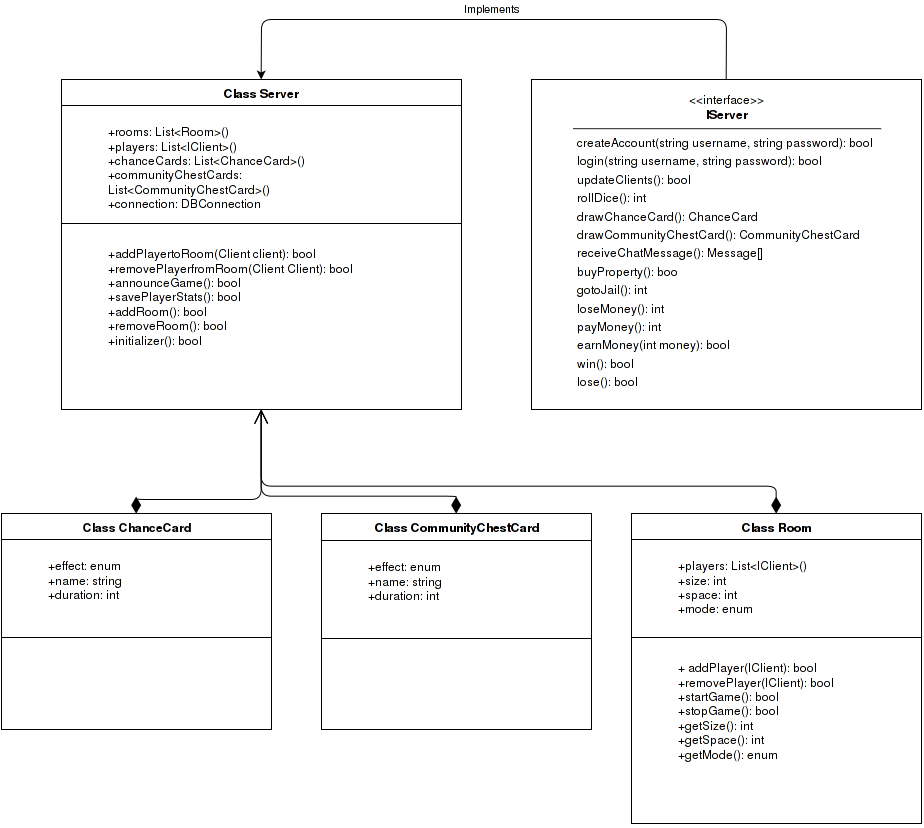 Implements
Class Server
+rooms: List<Room>()
+players: List<IClient>()
+chanceCards: List<ChanceCard>()
+communityChestCards:
List<CommunityChestCard>()
+connection: DBConnection
+addPlayertoRoom(Client client): bool
+removePlayerfromRoom(Client Client): bool
+announceGame(): bool
+savePlayerStats(): bool
+addRoom(): bool
+removeRoom(): bool
+initializer(): bool
<<interface>>
IServer
createAccount(string username, string password): bool
login(string username, string password): bool
updateClients(): bool
rollDice(): int
drawChanceCard(): ChanceCard
drawCommunityChestCard(): CommunityChestCard
receiveChatMessage(): Message[]
buyProperty(): boo
gotoJail(): int
loseMoney(): int
payMoney(): int
earnMoney(int money): bool
win(): bool
lose(): bool
Class ChanceCard
+effect: enum
+name: string
+duration: int
Class CommunityChestCard
+effect: enum
+name: string
+duration: int
Class Room
+players: List<IClient>()
+size: int
+space: int
+mode: enum
+ addPlayer(IClient): bool
+removePlayer(IClient): bool
+startGame(): bool
+stopGame(): bool
+getSize(): int
+getSpace(): int
+getMode(): enum